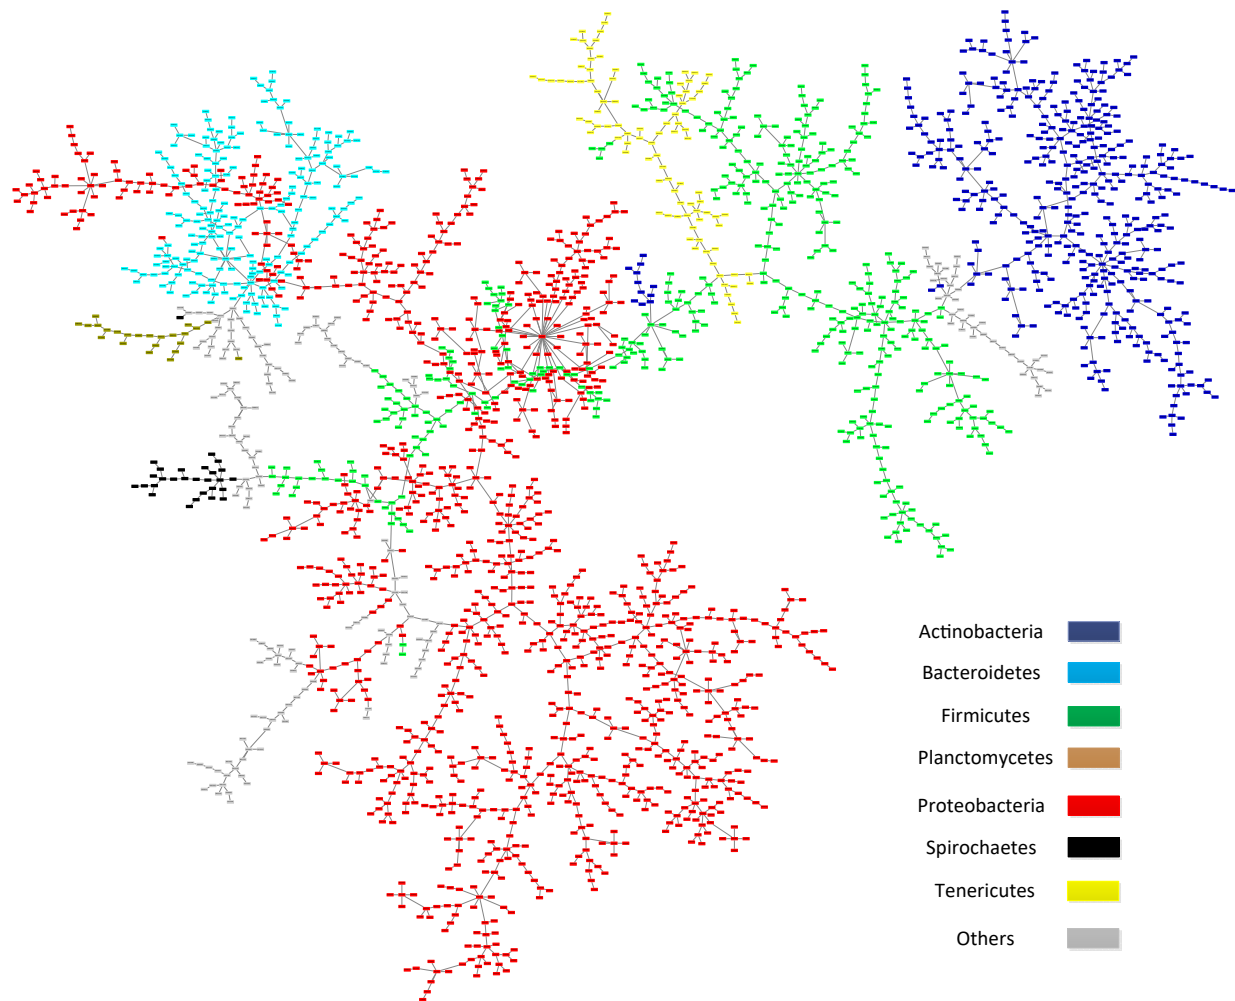 Actinobacteria
Bacteroidetes
Firmicutes
Planctomycetes
Proteobacteria
Spirochaetes
Tenericutes
Others